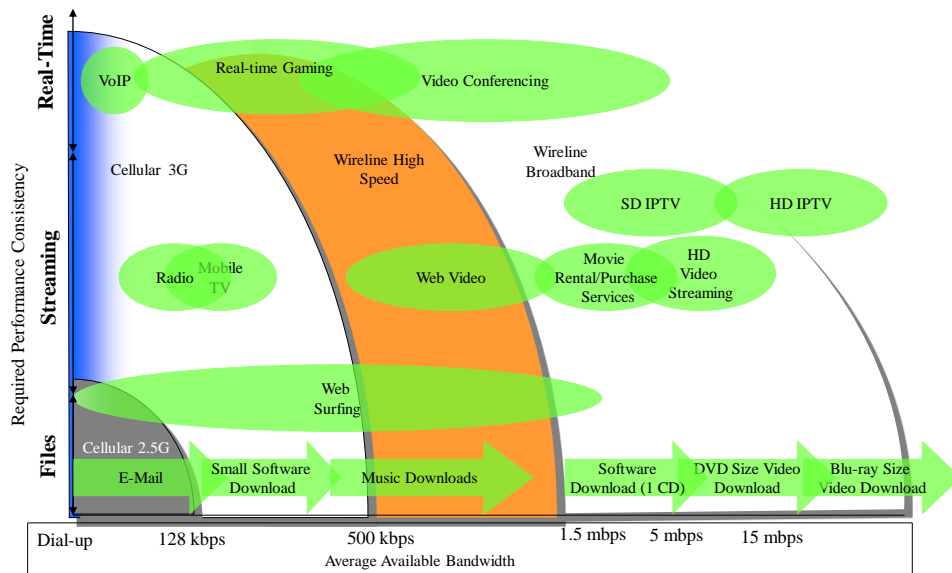 Required Performance Consistency
Real-Time
Streaming
Files
VoIP
Real-time Gaming
Video Conferencing
Cellular 3G
Wireline High
Speed
Wireline
Broadband
SD IPTV
HD IPTV
Radio
Mobile
TV
Web Video
Movie
Rental/Purchase
Services
HD
Video
Streaming
Web
Surfing
Cellular 2.5G
E-Mail
Small Software
Download
Music Downloads
Software
Download (1 CD)
DVD Size Video
Download
Blu-ray Size
Video Download
Dial-up
128 kbps
500 kbps
1.5 mbps
5 mbps
15 mbps
Average Available Bandwidth